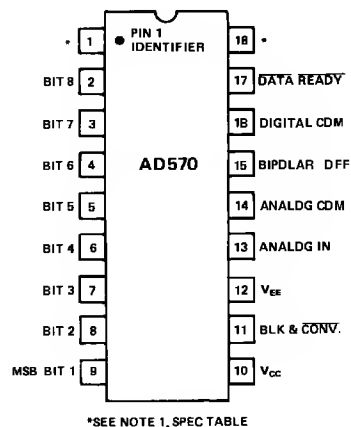 * 1 PIN 1 IDENTIFIER 18 *
BIT 8 2 17 DATA READY
BIT 7 3 1B DIGITAL CDM
BIT 6 4 AD570 15 BIPDLAR DFF
BIT 5 5 14 ANALDG CDM
BIT 4 6 13 ANALDG IN
BIT 3 7 12 VEE
BIT 2 8 11 BLK & CONV.
MSB BIT 1 9 10 VCC
*SEE NOTE 1, SPEC TABLE